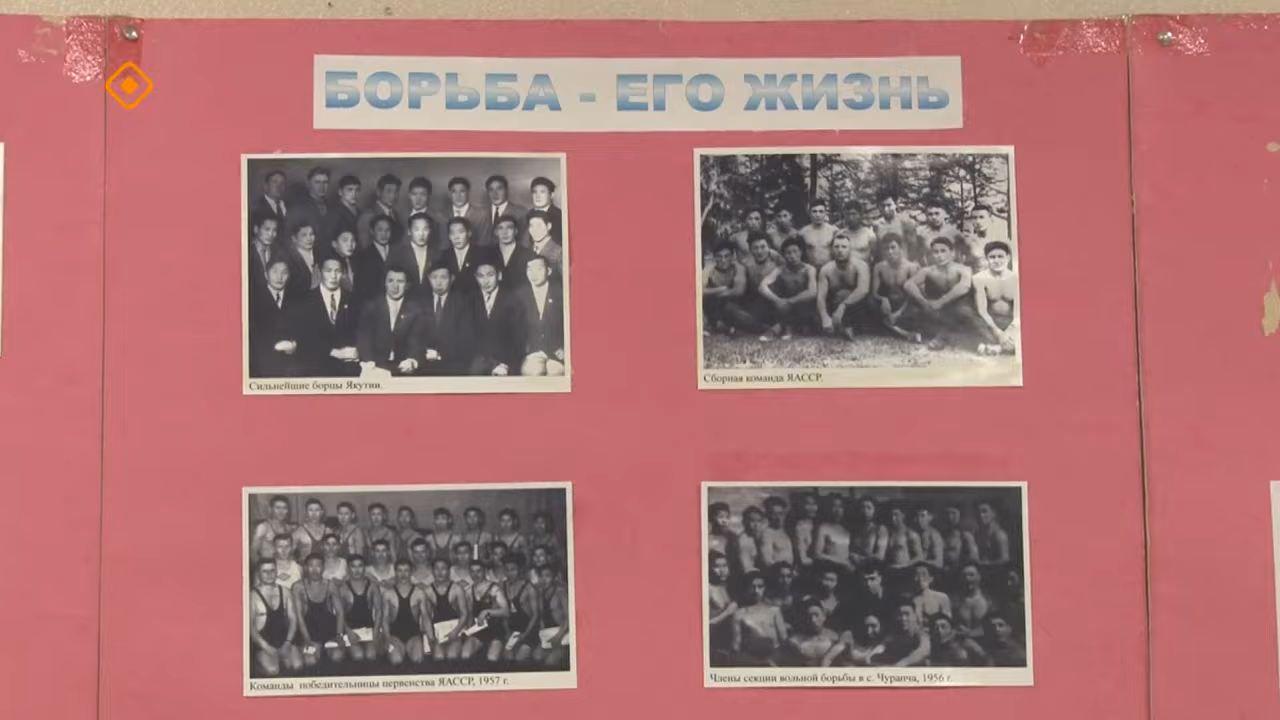 БОРЬБА - ЕГО ЖИЗНЬ
Сильнейшие борцы Якутии.
Сборная команда ЯАССР.
Команды победительницы первенства ЯАССР, 1957 г.
Члены секции вольной борьбы в с. Чурапча, 1956 г.